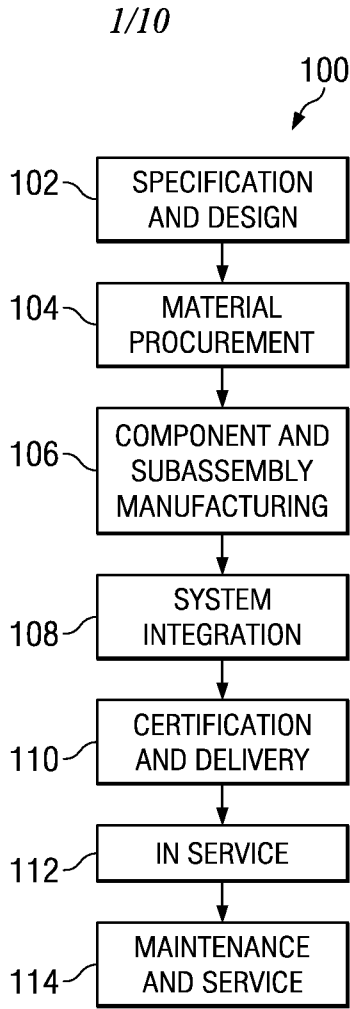 1/10
100
102
SPECIFICATION
AND DESIGN
104
MATERIAL
PROCUREMENT
106
COMPONENT AND
SUBASSEMBLY
MANUFACTURING
108
SYSTEM
INTEGRATION
110
CERTIFICATION
AND DELIVERY
112
IN SERVICE
114
MAINTENANCE
AND SERVICE